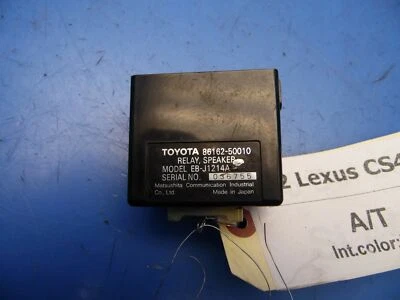 TOYOTA 86162-50010
RELAY, SPEAKER
MODEL EB-J1214A
SERIAL NO. 036755
Matsushita Communication Industrial
Co., Ltd. Made in Japan
2 Lexus CS4
A/T
Int.color: